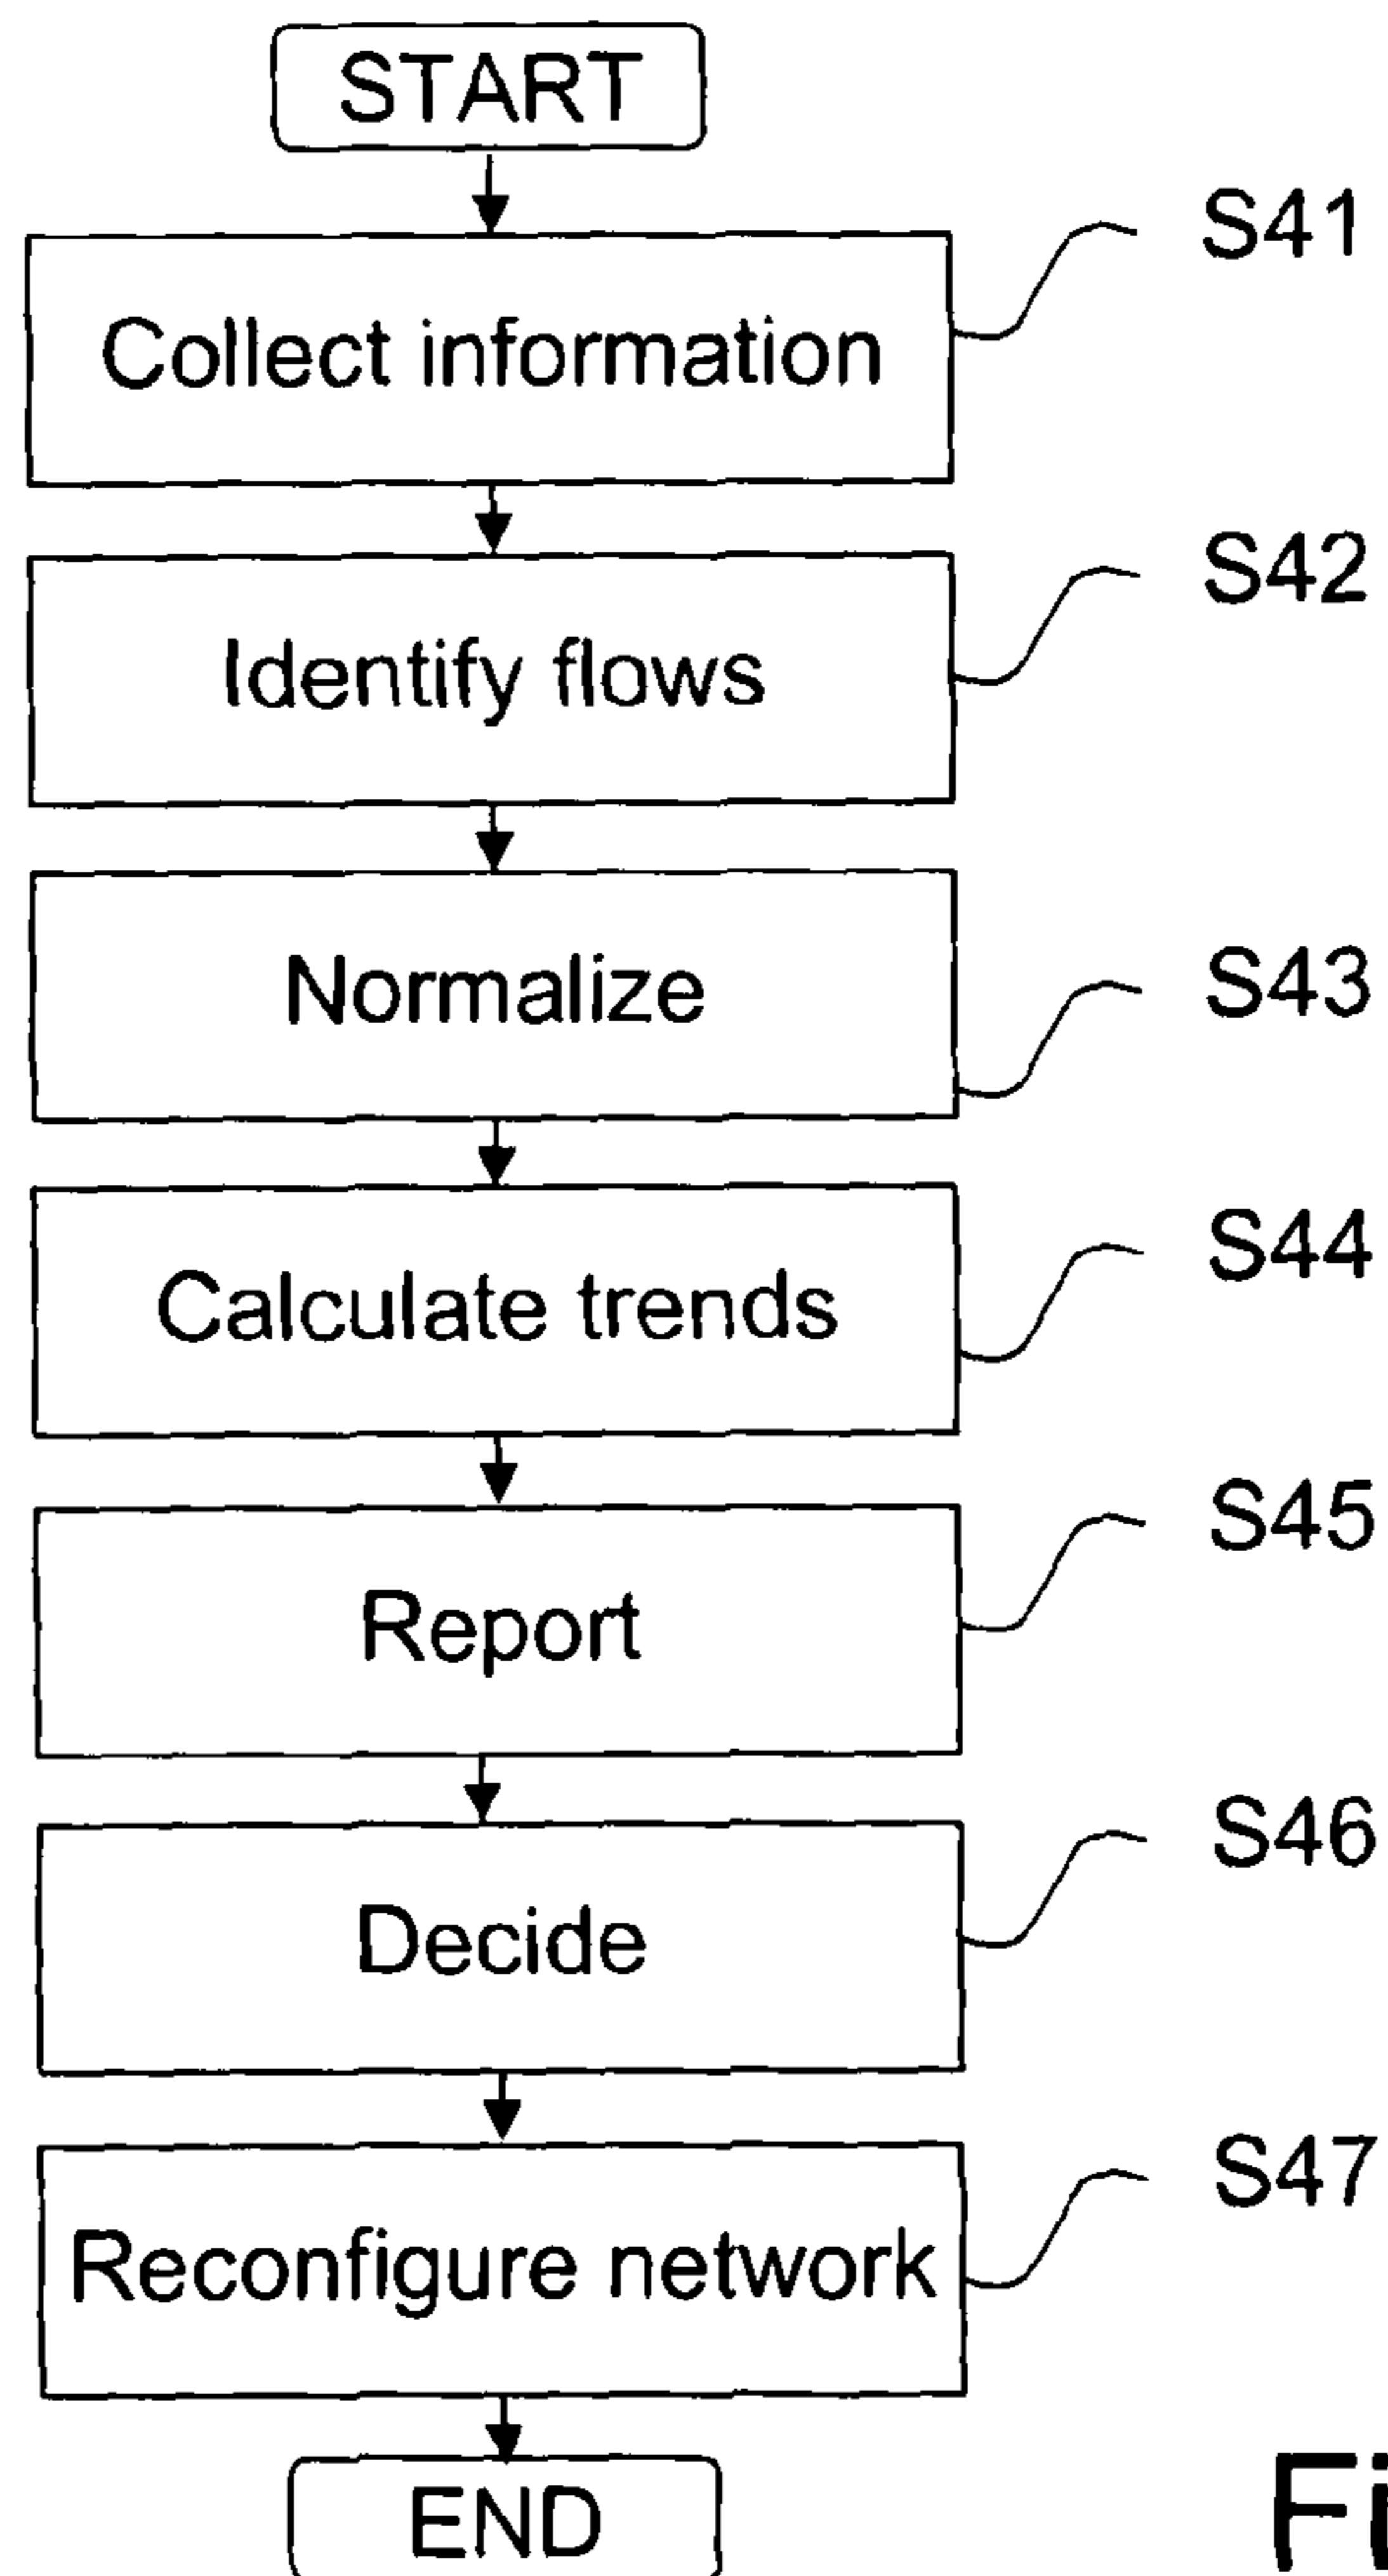 START
Collect information
S41
Identify flows
S42
Normalize
S43
Calculate trends
S44
Report
S45
Decide
S46
Reconfigure network
S47
END